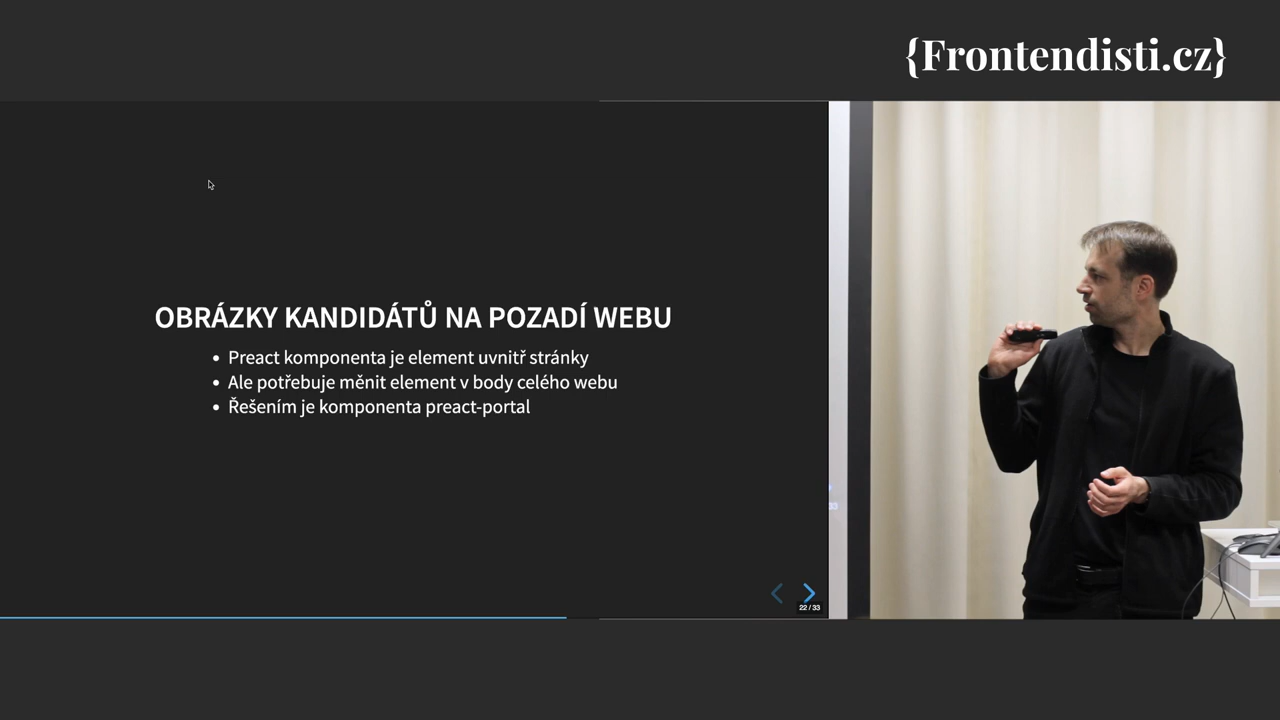 {Frontendisti.cz}
OBRÁZKY KANDIDÁTŮ NA POZADÍ WEBU
Preact komponenta je element uvnitř stránky
Ale potřebuje měnit element v body celého webu
Řešením je komponenta preact-portal
22 / 33